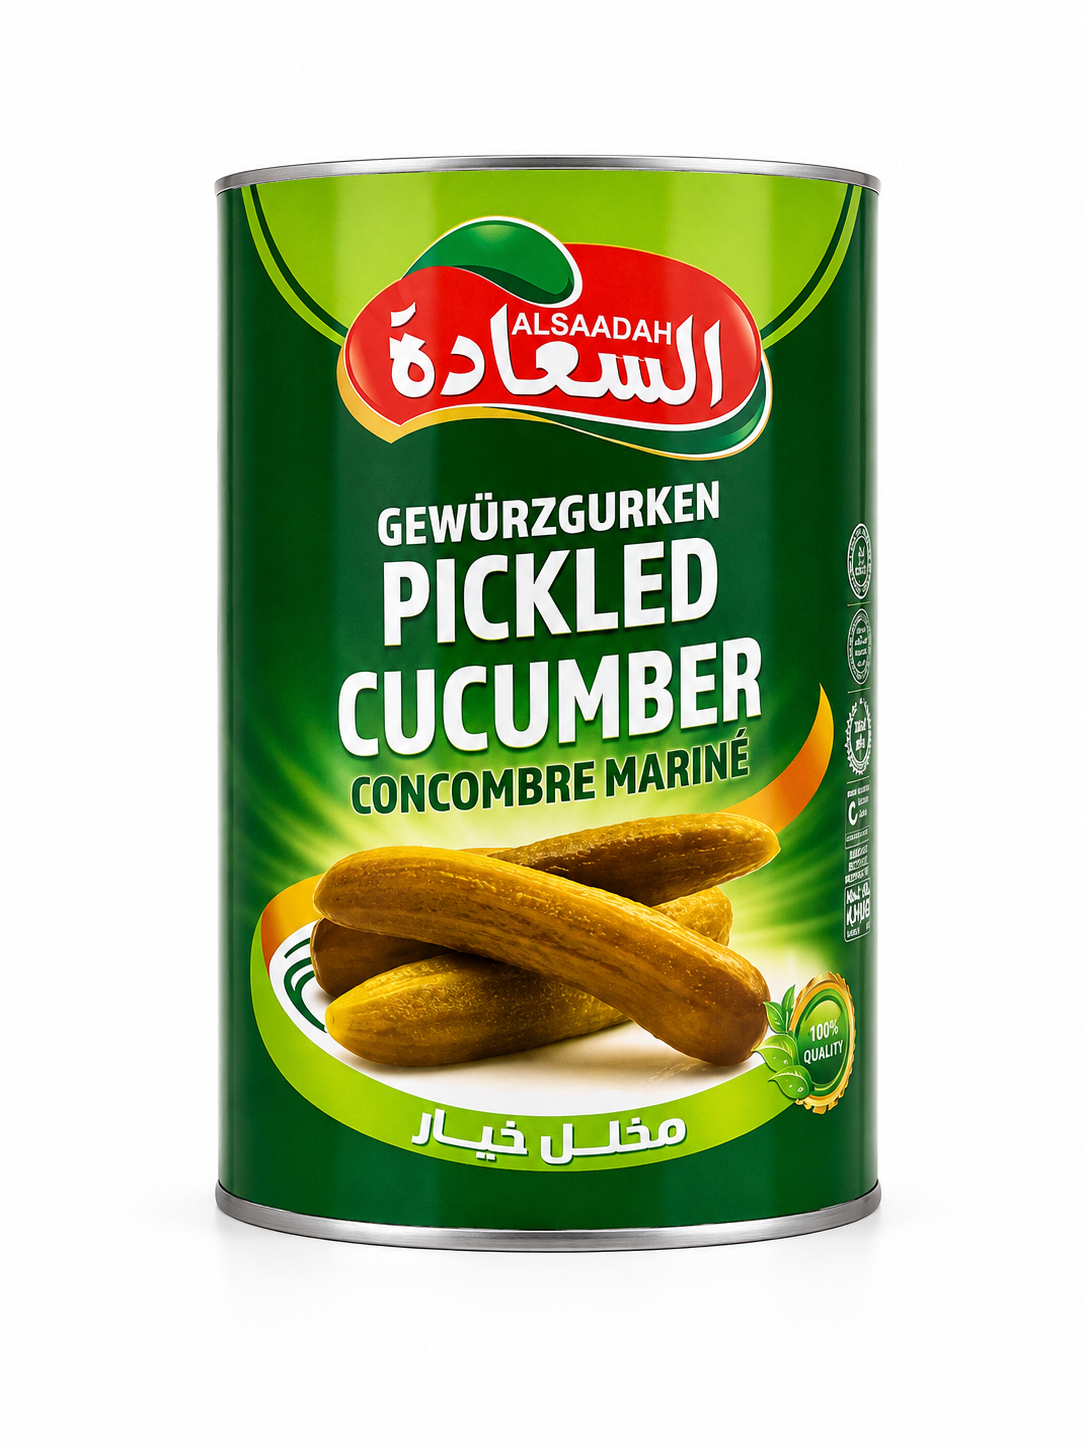 ALSAADAH
السعادة
GEWÜRZGURKEN
PICKLED
CUCUMBER
CONCOMBRE MARINÉ
100%
QUALITY
مخلل خيار